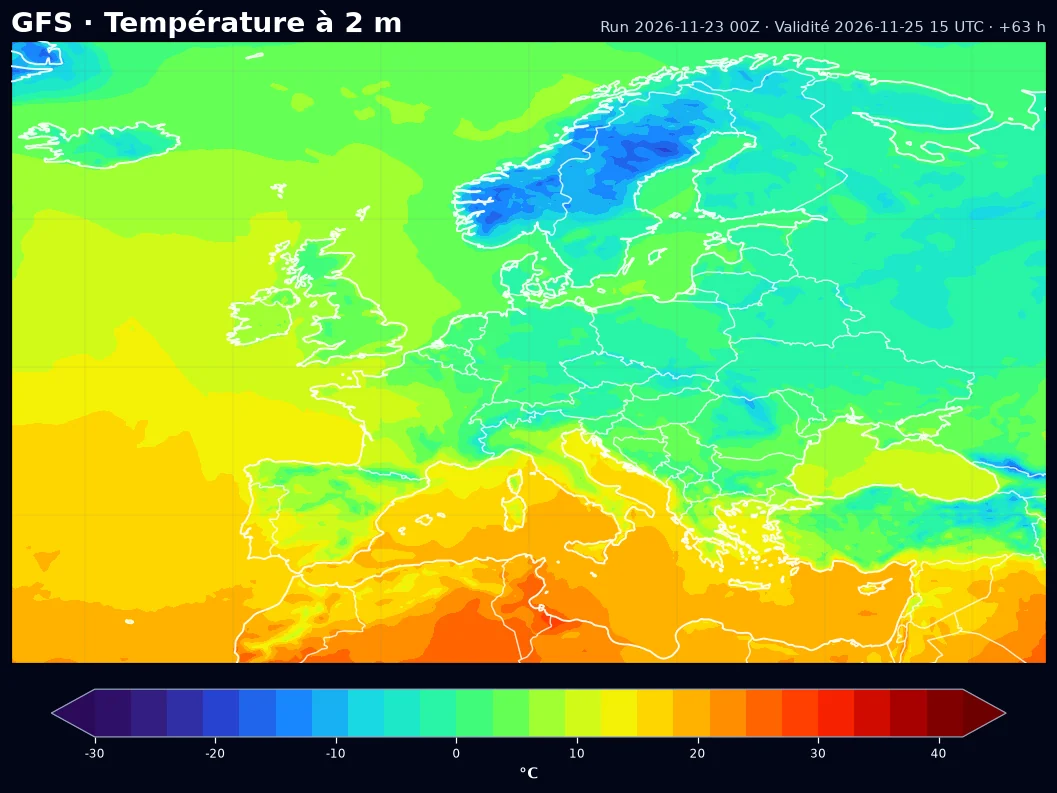 GFS · Température à 2 m
Run 2026-11-23 00Z · Validité 2026-11-25 15 UTC · +63 h
-30 -20 -10 0 10 20 30 40
°C